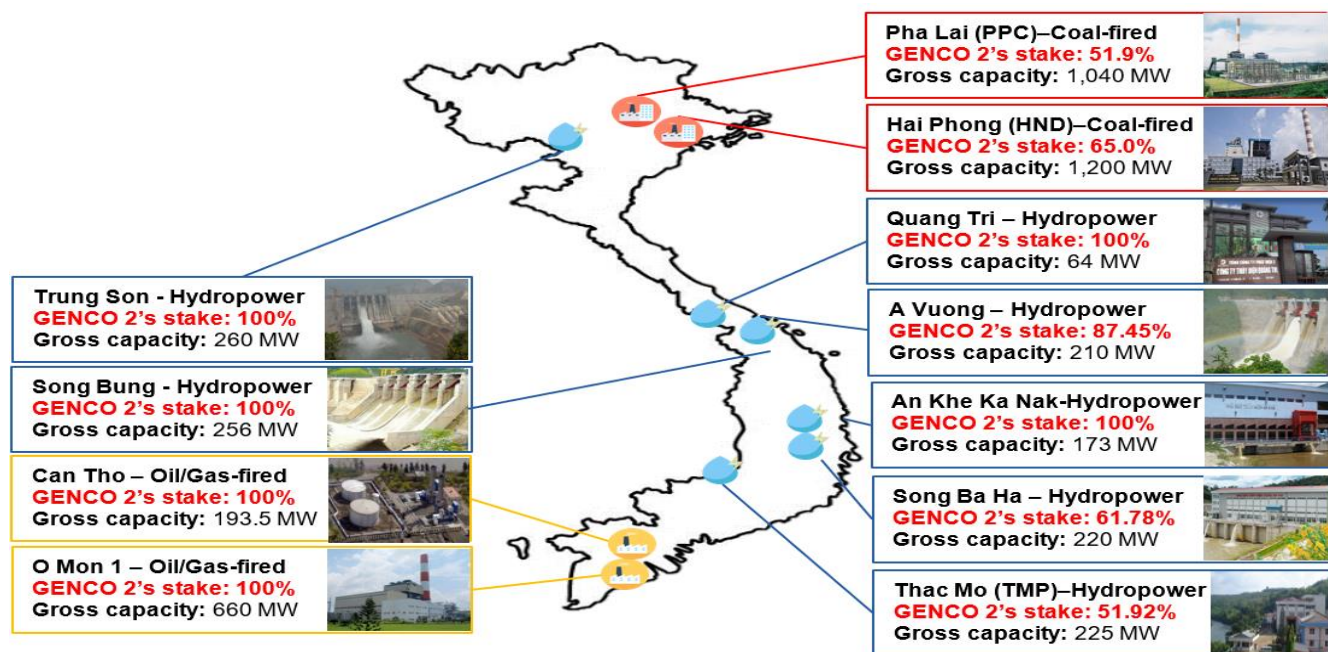 Pha Lai (PPC)–Coal-fired
GENCO 2’s stake: 51.9%
Gross capacity: 1,040 MW
Hai Phong (HND)–Coal-fired
GENCO 2’s stake: 65.0%
Gross capacity: 1,200 MW
Quang Tri – Hydropower
GENCO 2’s stake: 100%
Gross capacity: 64 MW
A Vuong – Hydropower
GENCO 2’s stake: 87.45%
Gross capacity: 210 MW
An Khe Ka Nak-Hydropower
GENCO 2’s stake: 100%
Gross capacity: 173 MW
Song Ba Ha – Hydropower
GENCO 2’s stake: 61.78%
Gross capacity: 220 MW
Thac Mo (TMP)–Hydropower
GENCO 2’s stake: 51.92%
Gross capacity: 225 MW
Trung Son - Hydropower
GENCO 2’s stake: 100%
Gross capacity: 260 MW
Song Bung - Hydropower
GENCO 2’s stake: 100%
Gross capacity: 256 MW
Can Tho – Oil/Gas-fired
GENCO 2’s stake: 100%
Gross capacity: 193.5 MW
O Mon 1 – Oil/Gas-fired
GENCO 2’s stake: 100%
Gross capacity: 660 MW